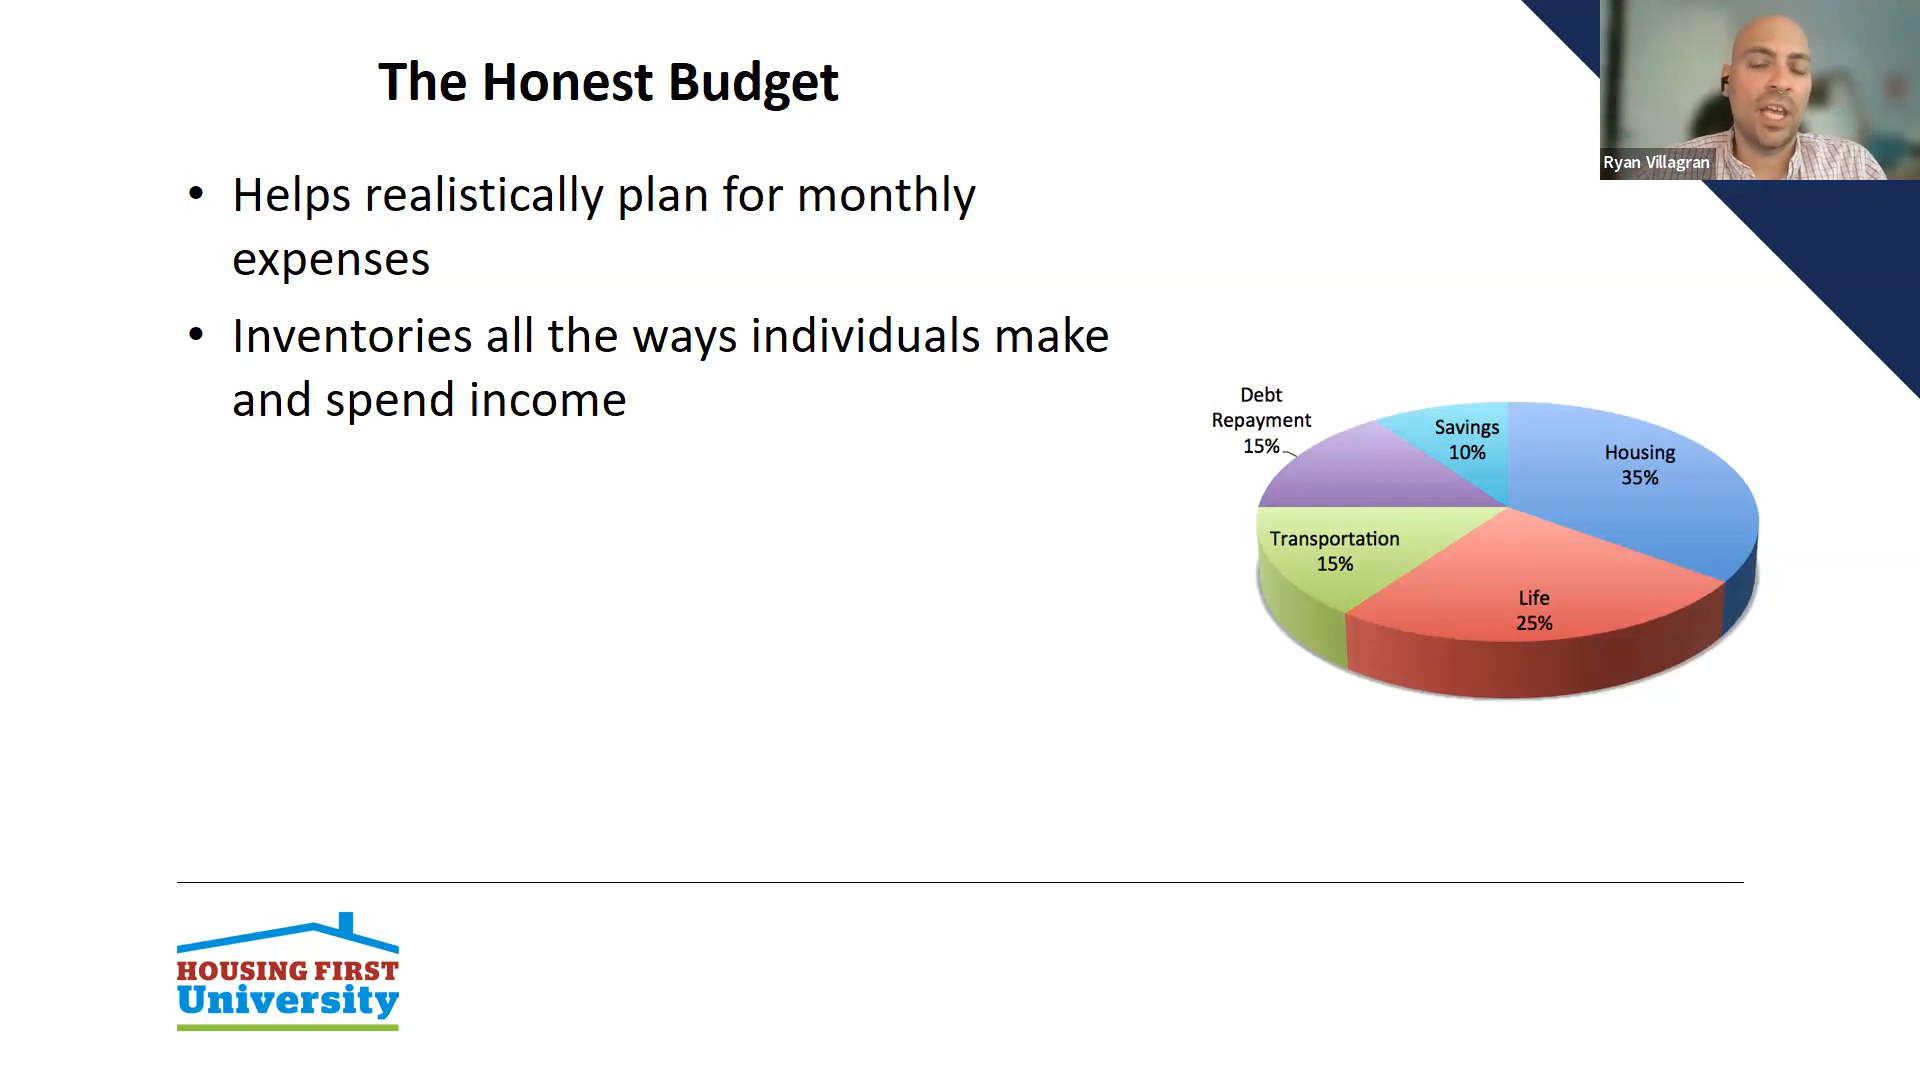 The Honest Budget
Ryan Villagran
• Helps realistically plan for monthly
expenses
• Inventories all the ways individuals make
and spend income
Debt
Repayment
15%
Savings
10%
Housing
35%
Transportation
15%
Life
25%
HOUSING FIRST
University